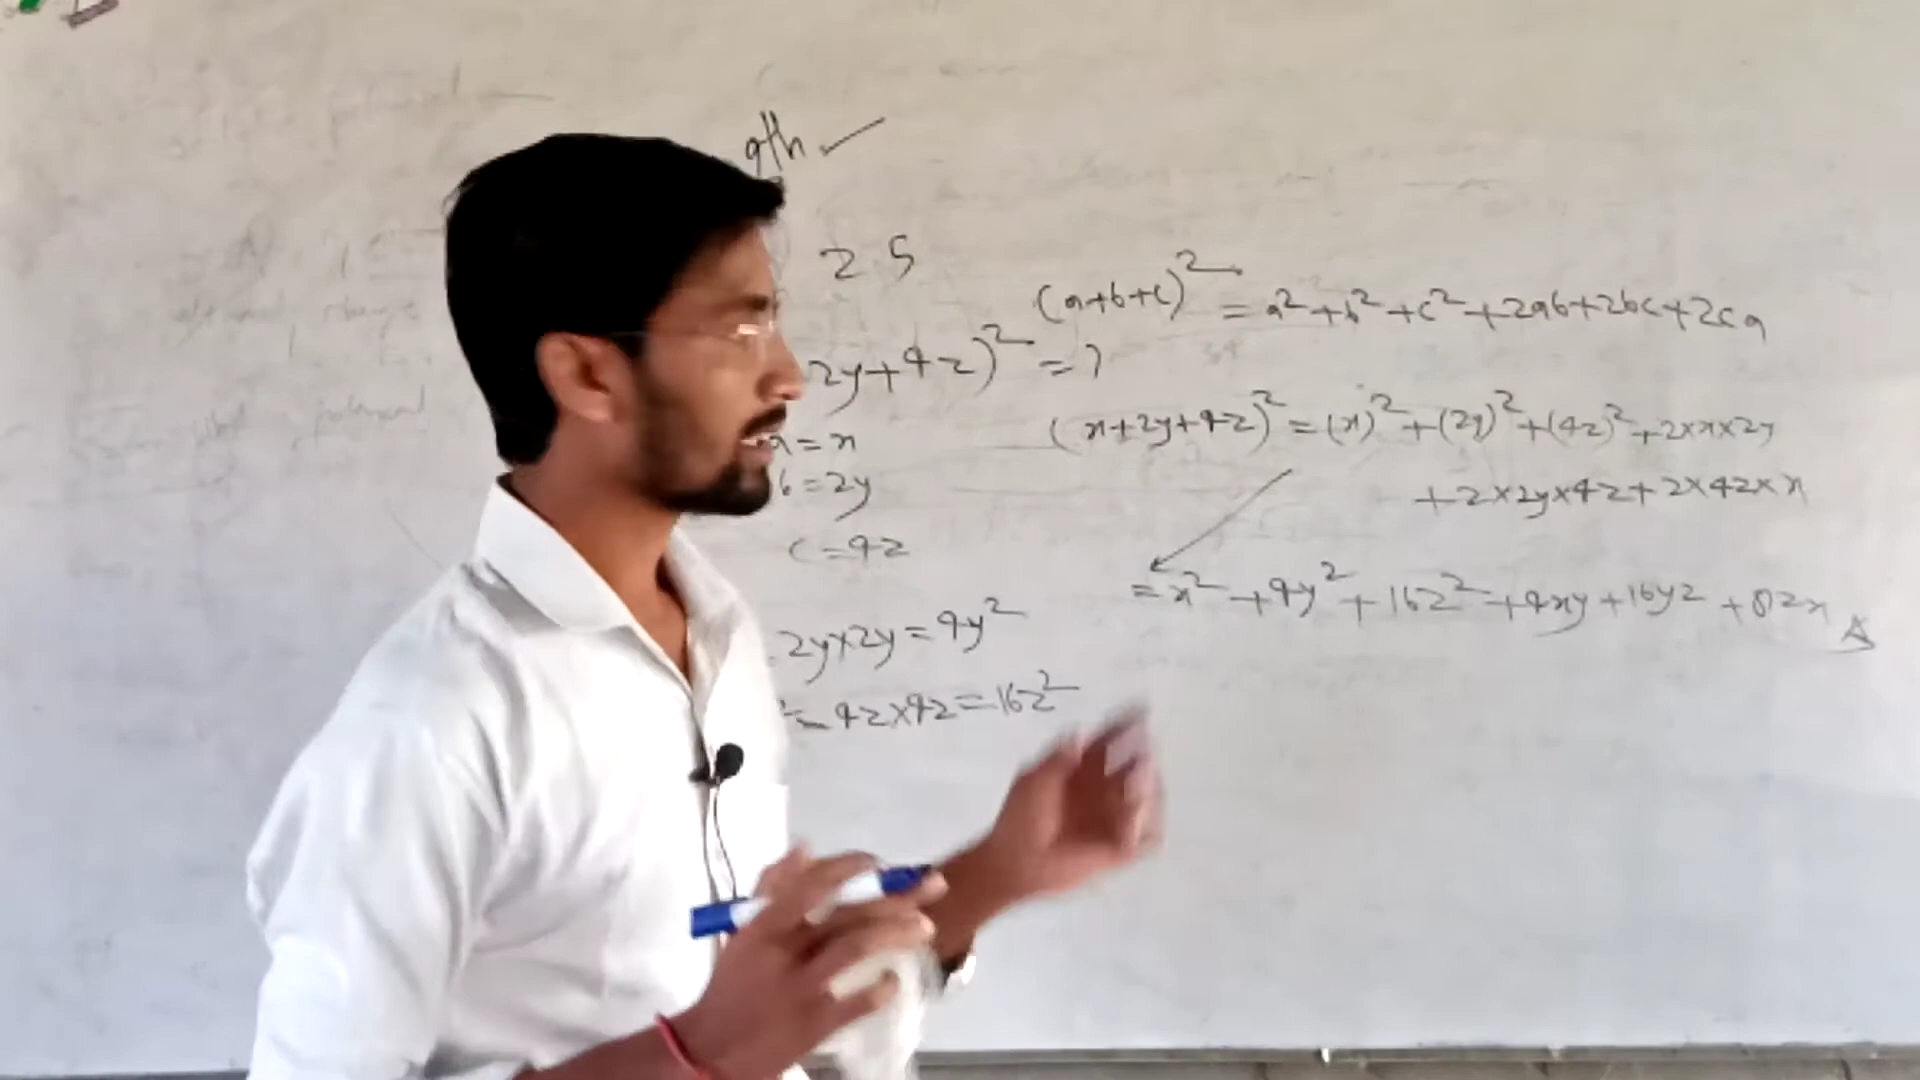 9th ✓
2.5
(a+b+c)² = a²+b²+c²+2ab+2bc+2ca
2y+4z)² = ?
a = x
b = 2y
c = 4z
(x+2y+4z)² = (x)²+(2y)²+(4z)²+2×x×2y
+2×2y×4z+2×4z×x
= x²+4y²+16z²+4xy+16yz+8zx
2y×2y = 4y²
²= 4z×4z = 16z²